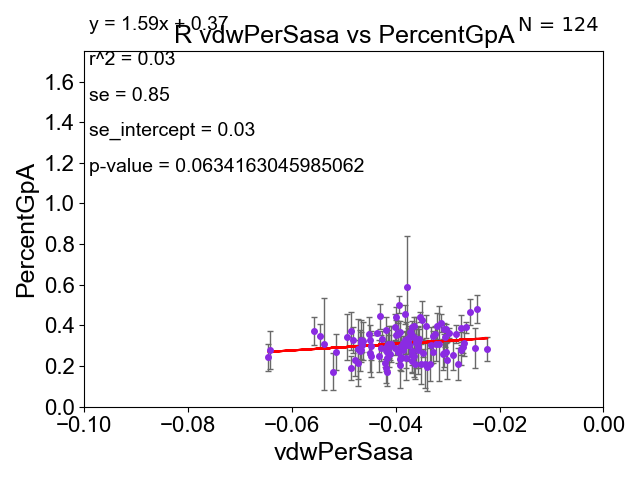 y = 1.59x + 0.37
N = 124
R vdwPerSasa vs PercentGpA
r^2 = 0.03
se = 0.85
se_intercept = 0.03
p-value = 0.0634163045985062
PercentGpA
1.6
1.4
1.2
1.0
0.8
0.6
0.4
0.2
0.0
−0.10 −0.08 −0.06 −0.04 −0.02 0.00
vdwPerSasa